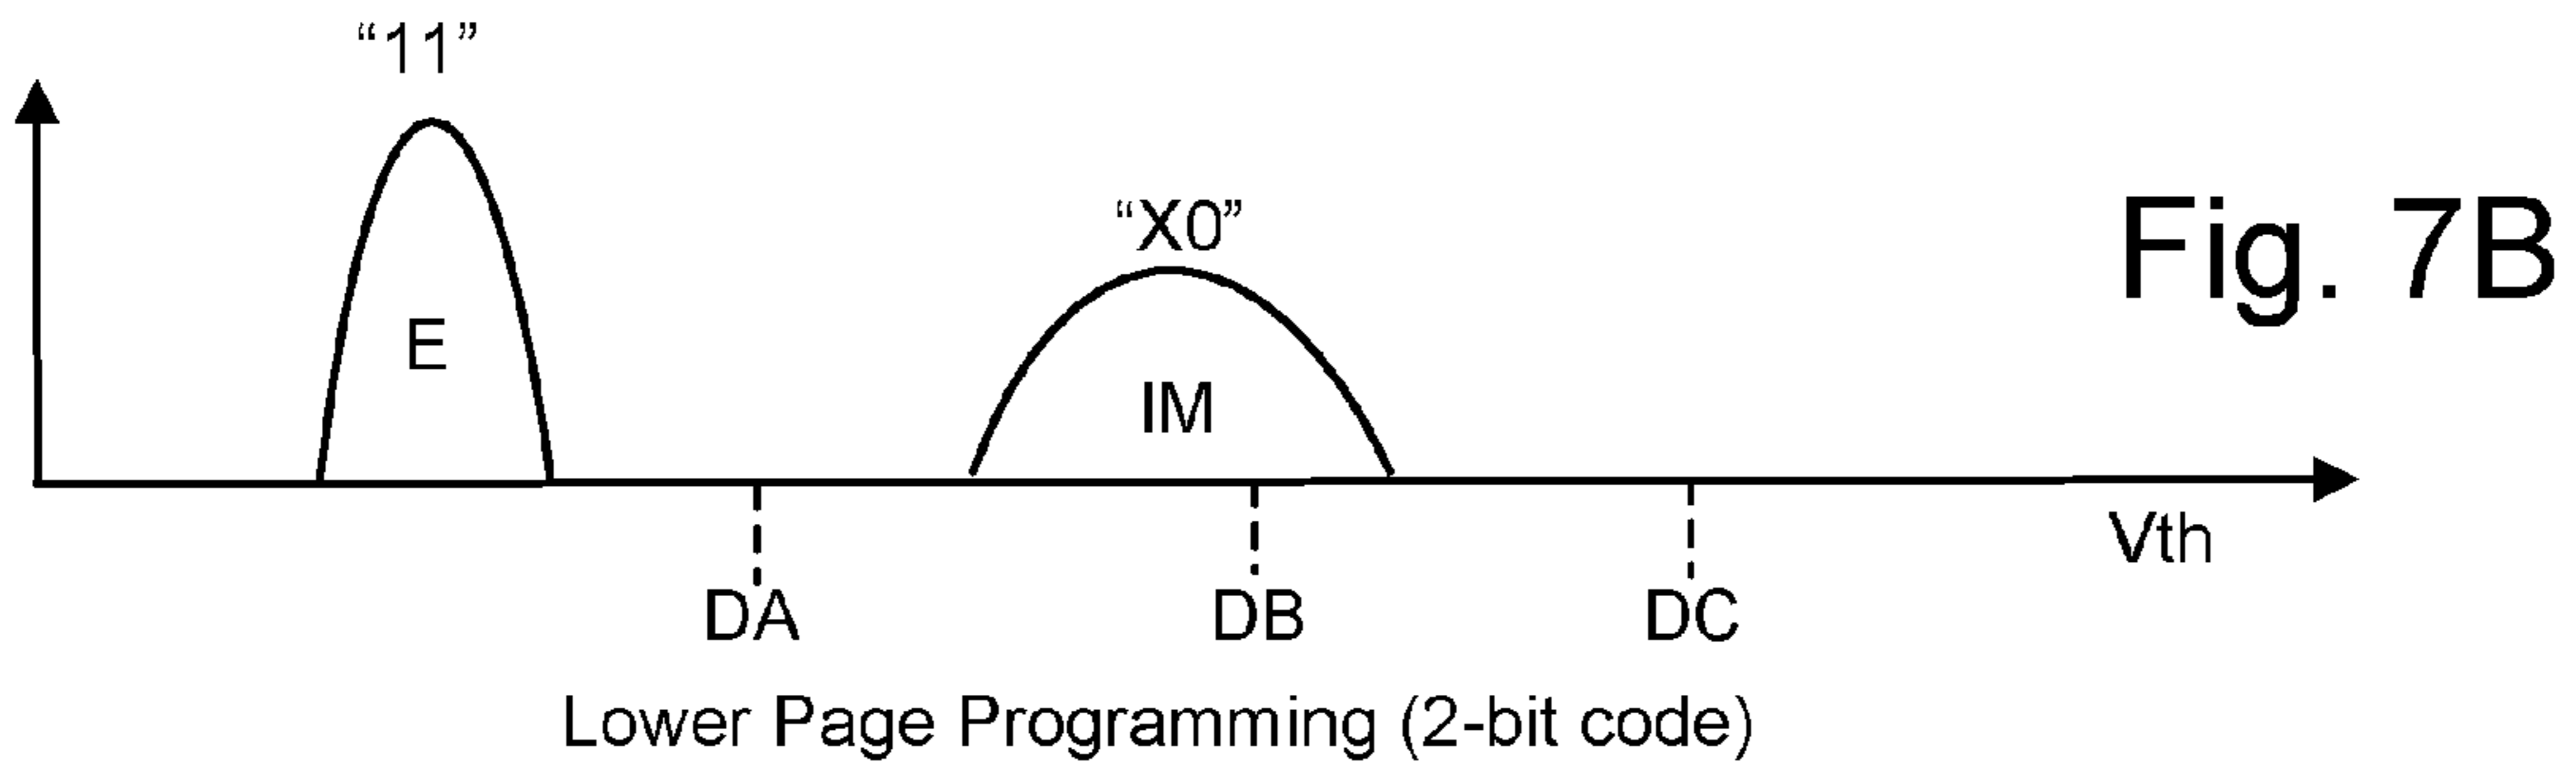 “11”
“X0”
Fig. 7B
E
IM
Vth
DA DB DC
Lower Page Programming (2-bit code)